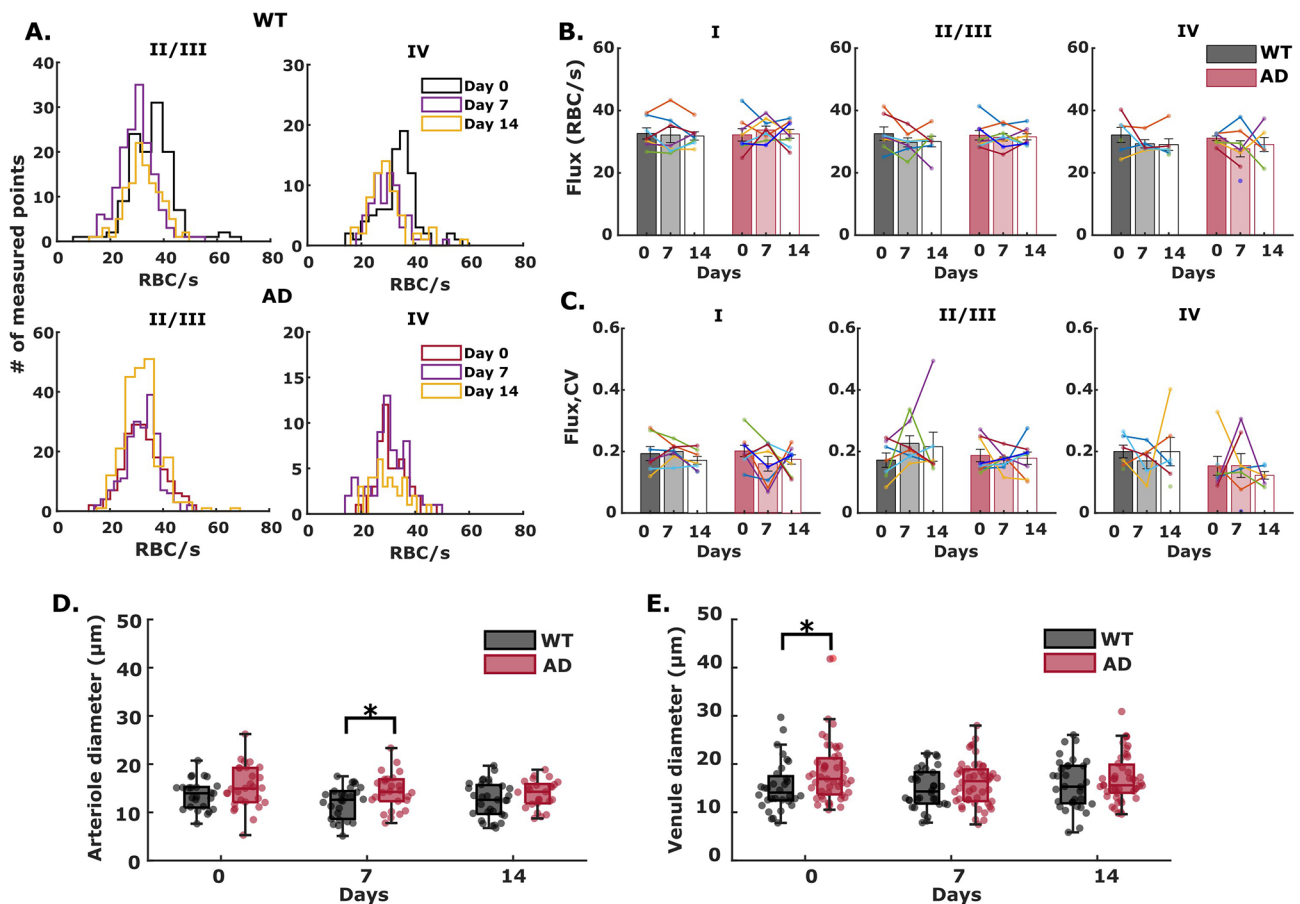 A.
WT
II/III
IV
40
30
20
10
0
0
20
40
60
80
RBC/s
30
20
10
0
0
20
40
60
80
RBC/s
Day 0
Day 7
Day 14
# of measured points
AD
II/III
IV
60
40
20
0
0
20
40
60
80
RBC/s
20
15
10
5
0
0
20
40
60
80
RBC/s
Day 0
Day 7
Day 14
B.
I
II/III
IV
WT
AD
Flux (RBC/s)
60
40
20
0
0 7 14 0 7 14
Days
60
40
20
0
0 7 14 0 7 14
Days
60
40
20
0
0 7 14 0 7 14
Days
C.
I
II/III
IV
Flux,CV
0.6
0.4
0.2
0
0 7 14 0 7 14
Days
0.6
0.4
0.2
0
0 7 14 0 7 14
Days
0.6
0.4
0.2
0
0 7 14 0 7 14
Days
D.
Arteriole diameter (µm)
50
40
30
20
10
0
*
WT
AD
0 7 14
Days
E.
Venule diameter (µm)
50
40
30
20
10
0
*
WT
AD
0 7 14
Days